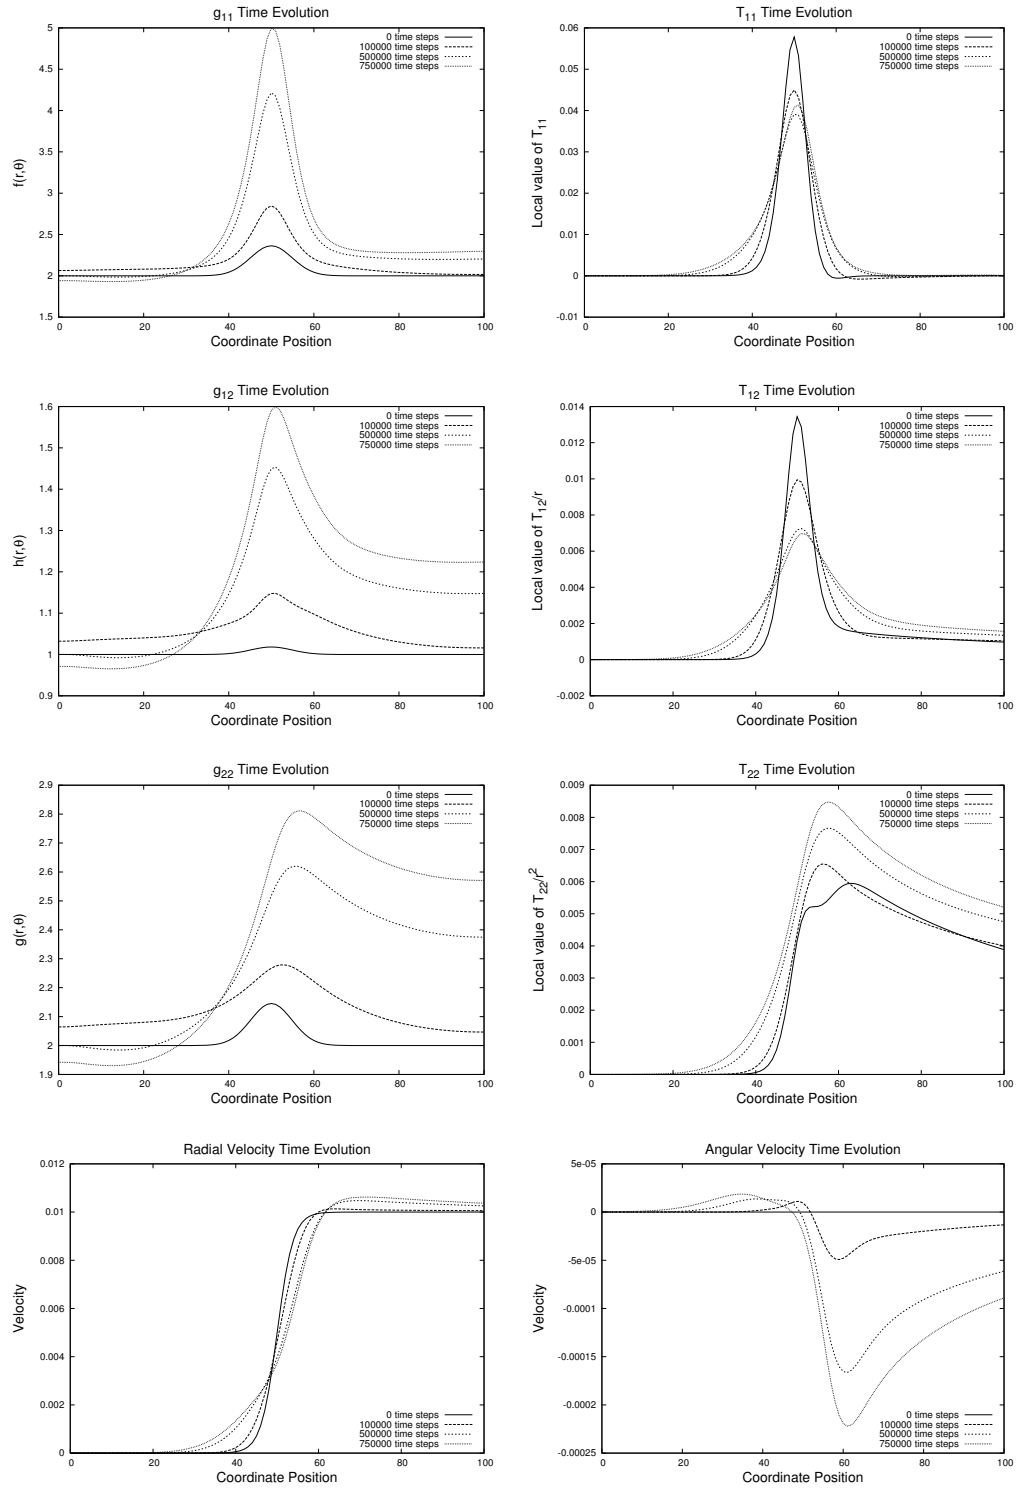 g11 Time Evolution
5
4.5
4
3.5
3
2.5
2
1.5
0 20 40 60 80 100
f(r,θ)
Coordinate Position
0 time steps
100000 time steps
500000 time steps
750000 time steps
T11 Time Evolution
0.06
0.05
0.04
0.03
0.02
0.01
0
-0.01
0 20 40 60 80 100
Local value of T11
Coordinate Position
0 time steps
100000 time steps
500000 time steps
750000 time steps
g12 Time Evolution
1.6
1.5
1.4
1.3
1.2
1.1
1
0.9
0 20 40 60 80 100
h(r,θ)
Coordinate Position
0 time steps
100000 time steps
500000 time steps
750000 time steps
T12 Time Evolution
0.014
0.012
0.01
0.008
0.006
0.004
0.002
0
-0.002
0 20 40 60 80 100
Local value of T12/r
Coordinate Position
0 time steps
100000 time steps
500000 time steps
750000 time steps
g22 Time Evolution
2.9
2.8
2.7
2.6
2.5
2.4
2.3
2.2
2.1
2
1.9
0 20 40 60 80 100
g(r,θ)
Coordinate Position
0 time steps
100000 time steps
500000 time steps
750000 time steps
T22 Time Evolution
0.009
0.008
0.007
0.006
0.005
0.004
0.003
0.002
0.001
0
0 20 40 60 80 100
Local value of T22/r²
Coordinate Position
0 time steps
100000 time steps
500000 time steps
750000 time steps
Radial Velocity Time Evolution
0.012
0.01
0.008
0.006
0.004
0.002
0
0 20 40 60 80 100
Velocity
Coordinate Position
0 time steps
100000 time steps
500000 time steps
750000 time steps
Angular Velocity Time Evolution
5e-05
0
-5e-05
-0.0001
-0.00015
-0.0002
-0.00025
0 20 40 60 80 100
Velocity
Coordinate Position
0 time steps
100000 time steps
500000 time steps
750000 time steps